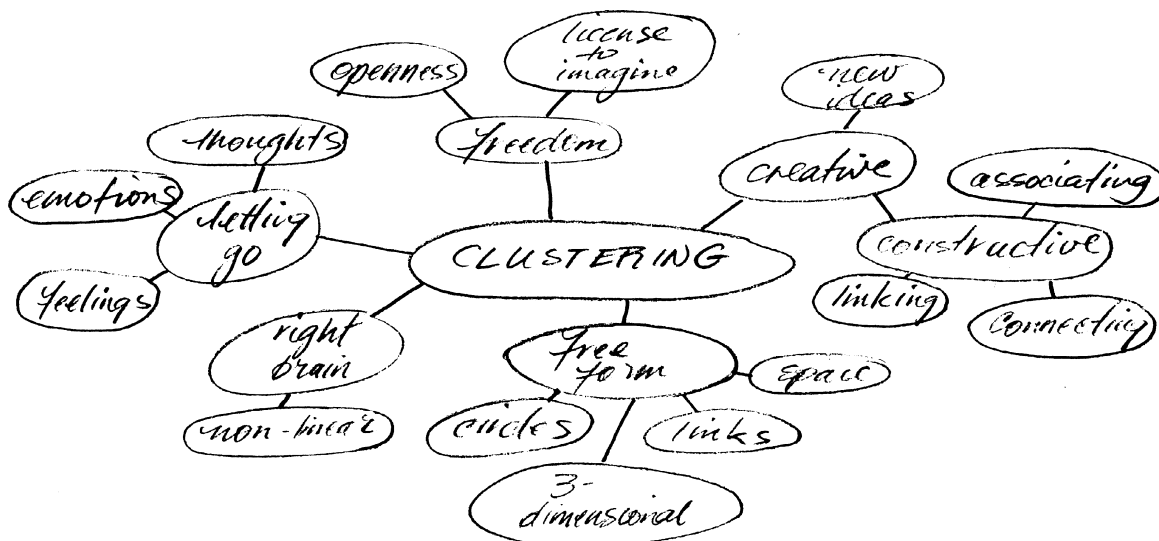 license
to
imagine
openness
new
ideas
thoughts
freedom
creative
associating
emotions
letting
go
CLUSTERING
constructive
feelings
linking
connecting
right
brain
free
form
space
non-linear
circles
links
3-
dimensional